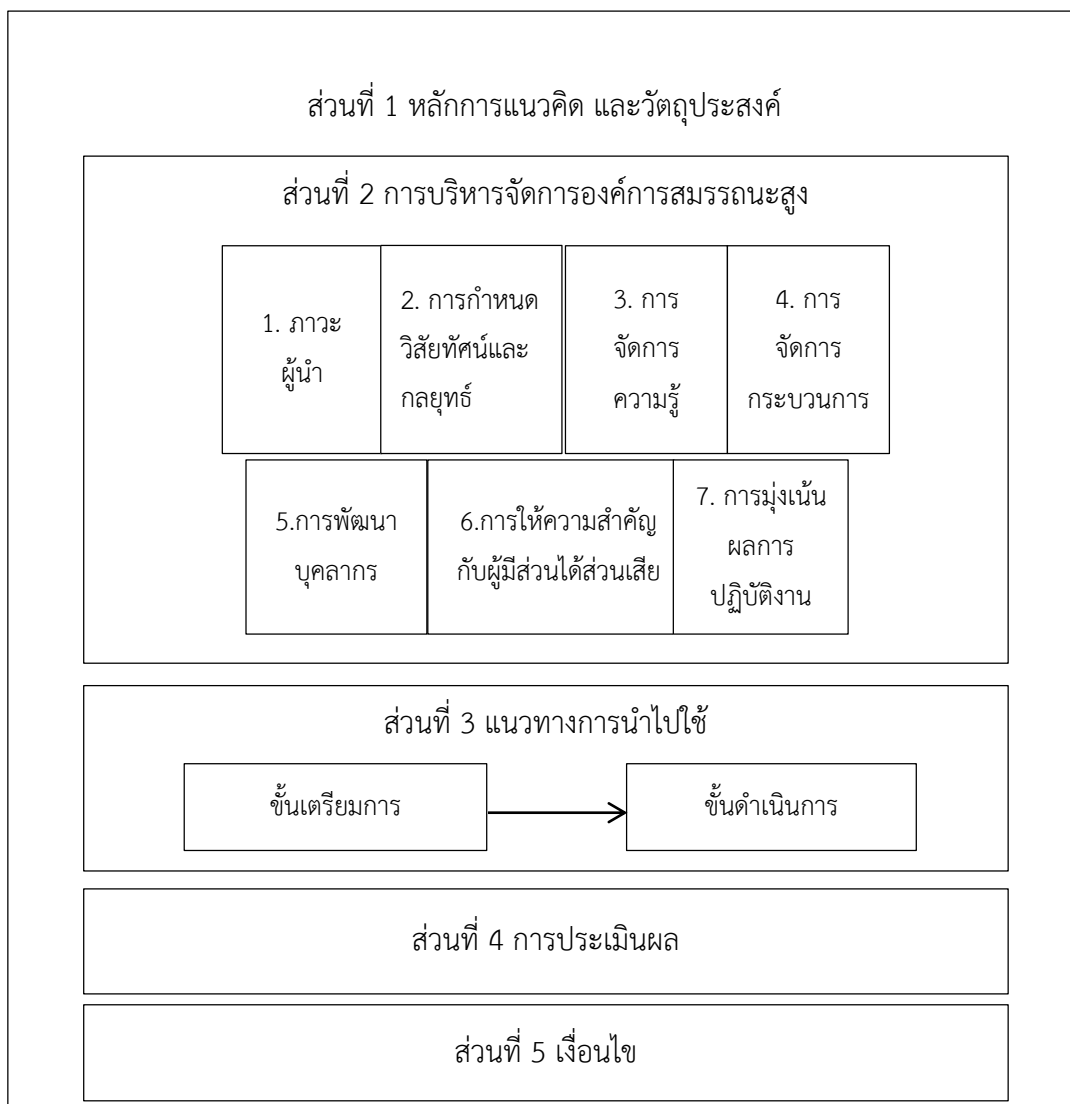 ส่วนที่ 1 หลักการแนวคิด และวัตถุประสงค์
ส่วนที่ 2 การบริหารจัดการองค์การสมรรถนะสูง
1. ภาวะ
ผู้นำ
2. การกำหนด
วิสัยทัศน์และ
กลยุทธ์
3. การ
จัดการ
ความรู้
4. การ
จัดการ
กระบวนการ
5.การพัฒนา
บุคลากร
6.การให้ความสำคัญ
กับผู้มีส่วนได้ส่วนเสีย
7. การมุ่งเน้น
ผลการ
ปฏิบัติงาน
ส่วนที่ 3 แนวทางการนำไปใช้
ขั้นเตรียมการ
ขั้นดำเนินการ
ส่วนที่ 4 การประเมินผล
ส่วนที่ 5 เงื่อนไข